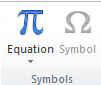 π Ω
Equation Symbol
Symbols